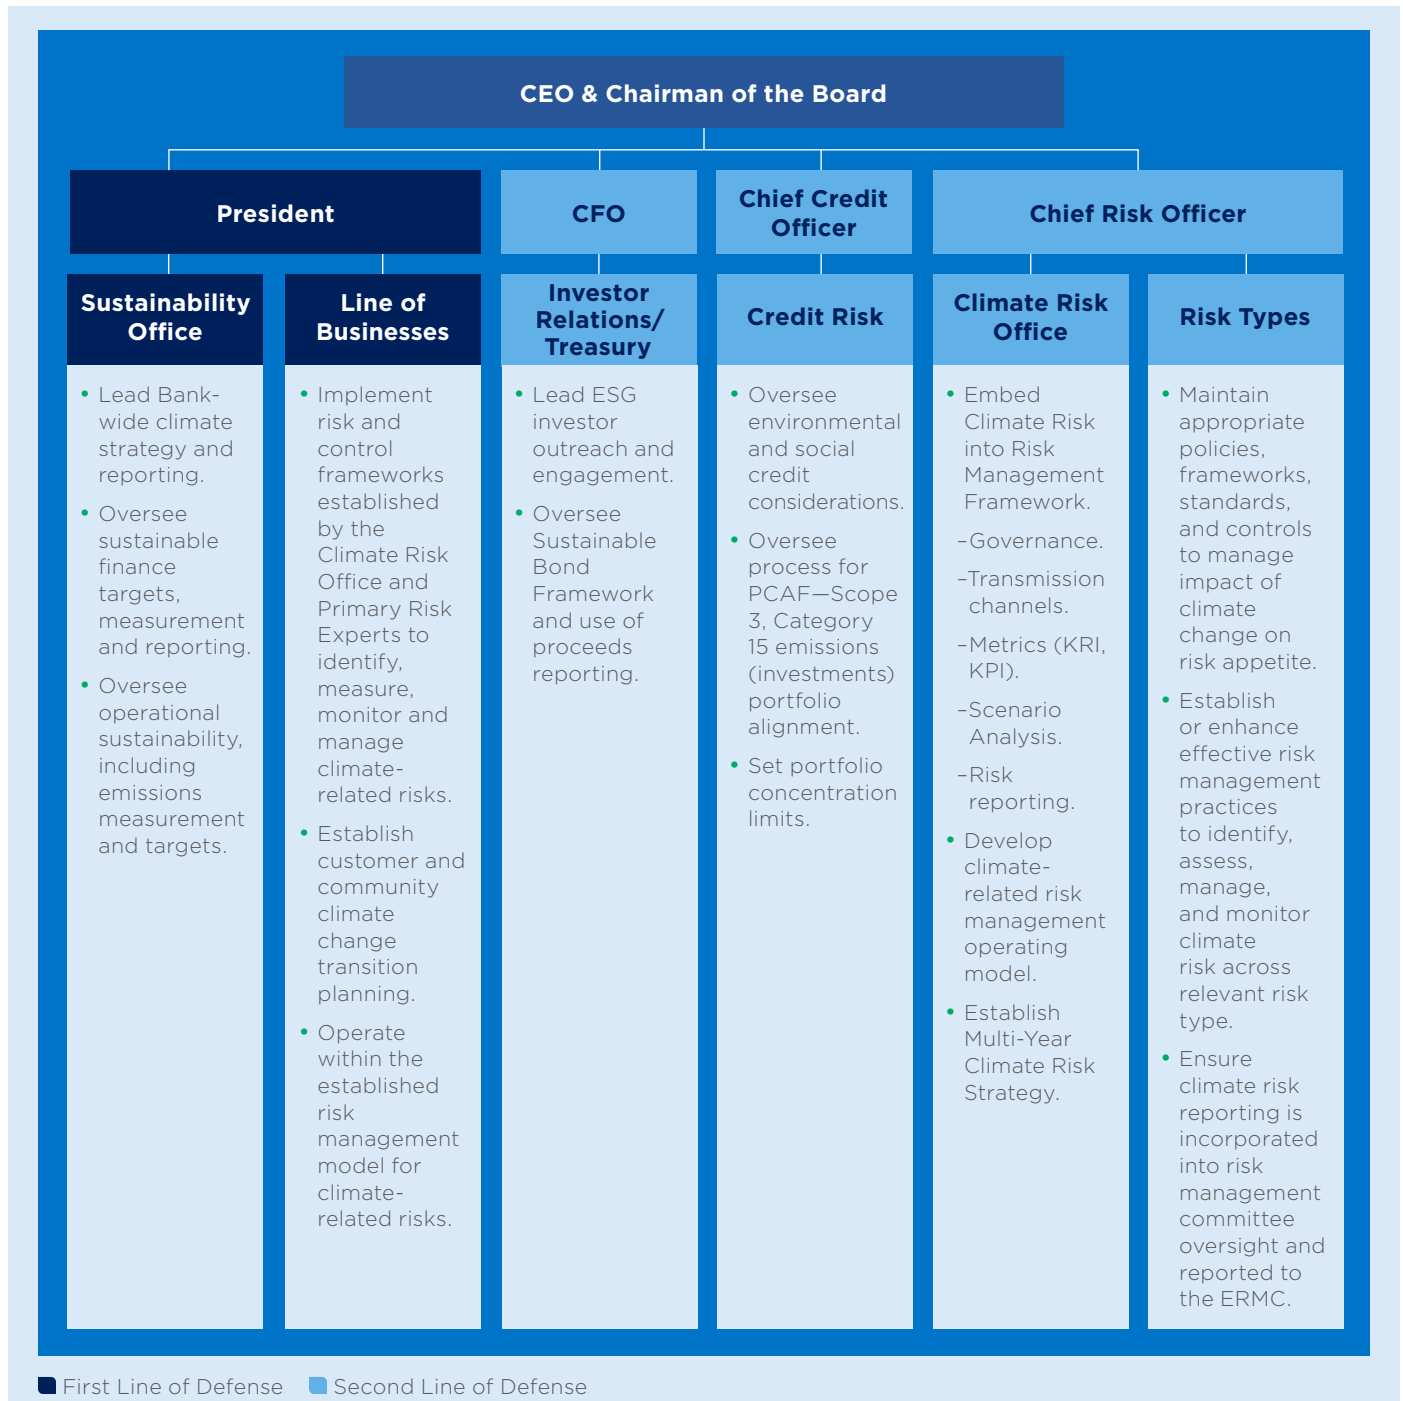 CEO & Chairman of the Board
President
CFO
Chief Credit
Officer
Chief Risk Officer
Sustainability
Office
Line of
Businesses
Investor
Relations/
Treasury
Credit Risk
Climate Risk
Office
Risk Types
• Lead Bank-
wide climate
strategy and
reporting.
• Oversee
sustainable
finance
targets,
measurement
and reporting.
• Oversee
operational
sustainability,
including
emissions
measurement
and targets.
• Implement
risk and
control
frameworks
established
by the
Climate Risk
Office and
Primary Risk
Experts to
identify,
measure,
monitor and
manage
climate-
related risks.
• Establish
customer and
community
climate
change
transition
planning.
• Operate
within the
established
risk
management
model for
climate-
related risks.
• Lead ESG
investor
outreach and
engagement.
• Oversee
Sustainable
Bond
Framework
and use of
proceeds
reporting.
• Oversee
environmental
and social
credit
considerations.
• Oversee
process for
PCAF—Scope
3, Category
15 emissions
(investments)
portfolio
alignment.
• Set portfolio
concentration
limits.
• Embed
Climate Risk
into Risk
Management
Framework.
–Governance.
–Transmission
channels.
–Metrics (KRI,
KPI).
–Scenario
Analysis.
–Risk
reporting.
• Develop
climate-
related risk
management
operating
model.
• Establish
Multi-Year
Climate Risk
Strategy.
• Maintain
appropriate
policies,
frameworks,
standards,
and controls
to manage
impact of
climate
change on
risk appetite.
• Establish
or enhance
effective risk
management
practices
to identify,
assess,
manage,
and monitor
climate
risk across
relevant risk
type.
• Ensure
climate risk
reporting is
incorporated
into risk
management
committee
oversight and
reported to
the ERMC.
First Line of Defense
Second Line of Defense